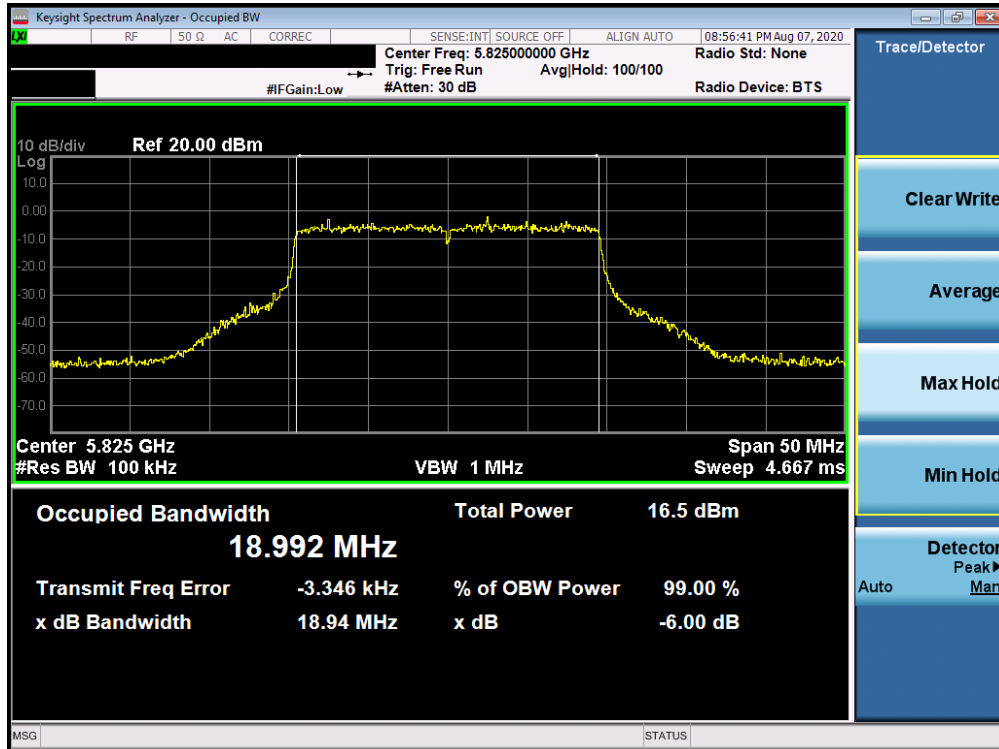 Keysight Spectrum Analyzer - Occupied BW
LXI RF 50 Ω AC CORREC SENSE:INT SOURCE OFF ALIGN AUTO 08:56:41 PM Aug 07, 2020
Center Freq: 5.825000000 GHz Radio Std: None
Trig: Free Run Avg|Hold: 100/100
#IFGain:Low #Atten: 30 dB Radio Device: BTS
Trace/Detector
10 dB/div Ref 20.00 dBm
Log
10.0
0.00
-10.0
-20.0
-30.0
-40.0
-50.0
-60.0
-70.0
Center 5.825 GHz Span 50 MHz
#Res BW 100 kHz VBW 1 MHz Sweep 4.667 ms
Occupied Bandwidth Total Power 16.5 dBm
18.992 MHz
Transmit Freq Error -3.346 kHz % of OBW Power 99.00 %
x dB Bandwidth 18.94 MHz x dB -6.00 dB
Clear Write
Average
Max Hold
Min Hold
Detector
Peak▶
Auto Man
MSG STATUS